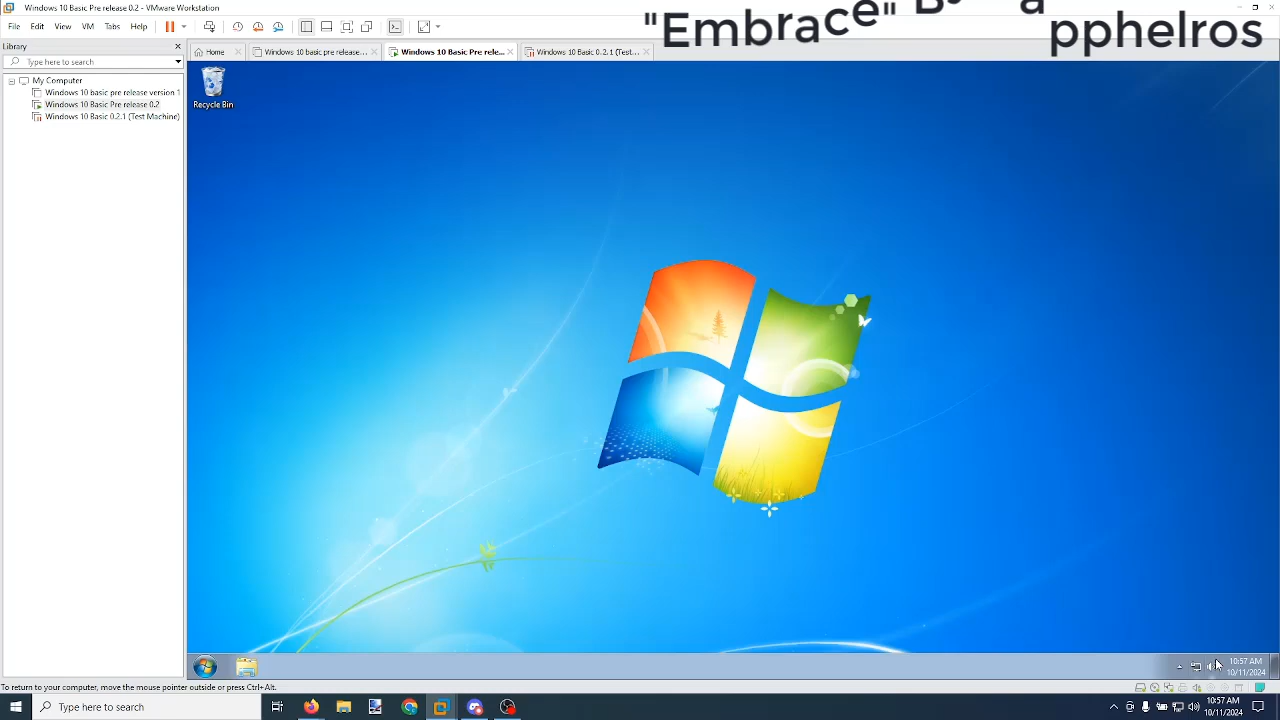 Windows 10 Basic Pre release 0.2 - VMware Workstation
"Embrace"
a
pphelros
File Edit View VM Tabs Help
Library
Type here to search
My Computer
Windows 10 basic pre release version 1
Windows 10 Basic Pre release 0.2
Windows 10 Basic 0.2.1 (Test Machine)
Home
Windows 10 basic pre release...
Windows 10 Basic Pre rele...
Windows 10 Basic 0.2.1 (Test...
Recycle Bin
10:57 AM
10/11/2024
To return to your computer, move the mouse pointer outside or press Ctrl+Alt.
Type here to search
10:57 AM
10/11/2024